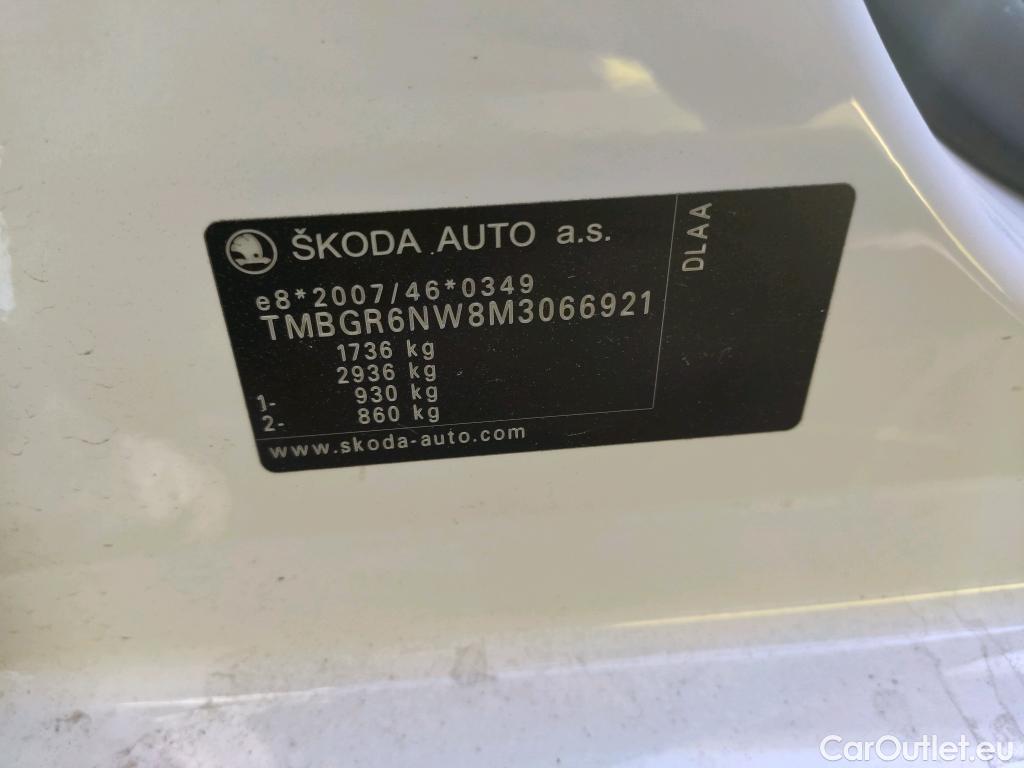 ŠKODA AUTO a.s.
e8*2007/46*0349
TMBGR6NW8M3066921
1736 kg
2936 kg
1- 930 kg
2- 860 kg
www.skoda-auto.com
DLAA
CarOutlet.eu